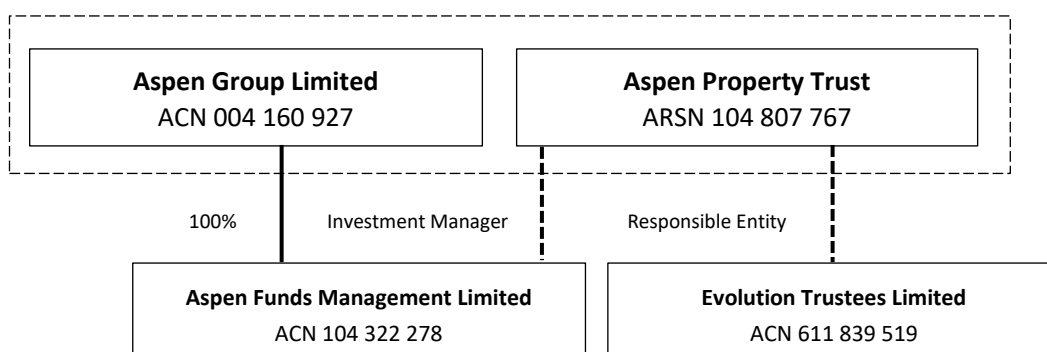 Aspen Group Limited
ACN 004 160 927
Aspen Property Trust
ARSN 104 807 767
100%
Investment Manager
Responsible Entity
Aspen Funds Management Limited
ACN 104 322 278
Evolution Trustees Limited
ACN 611 839 519